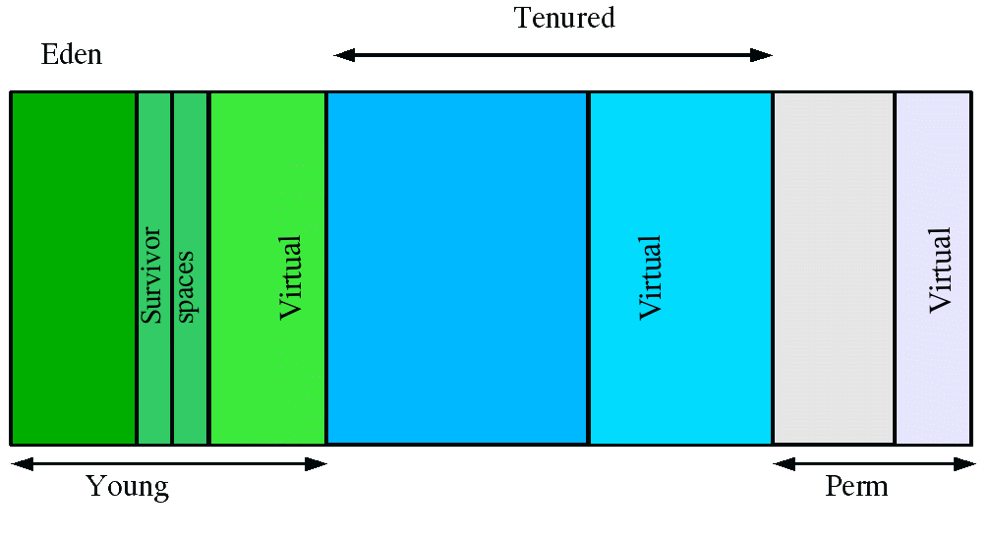 Tenured
Eden
Survivor
spaces
Virtual
Virtual
Virtual
Young
Perm